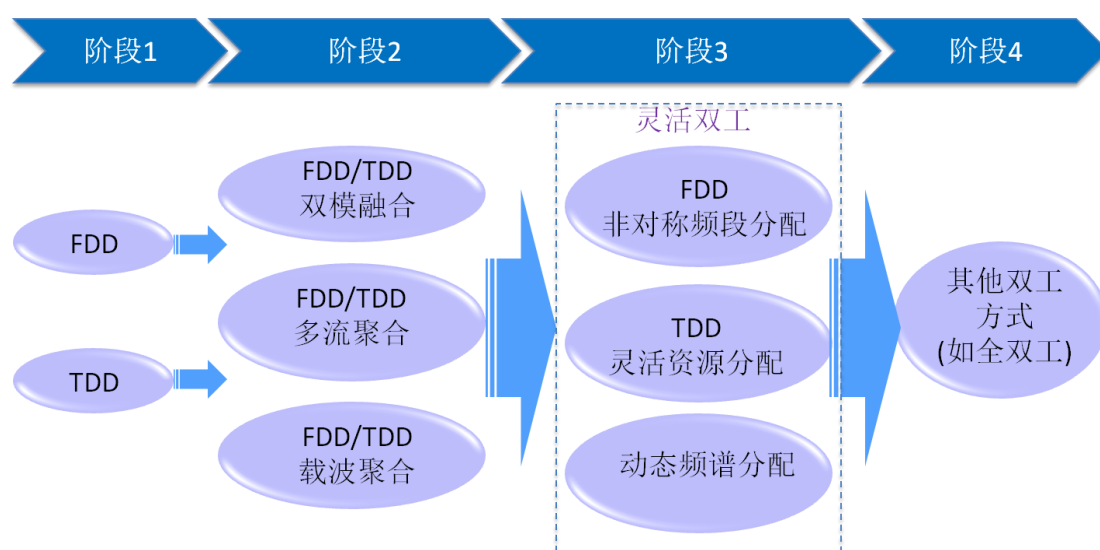 阶段1
阶段2
阶段3
阶段4
FDD
TDD
FDD/TDD
双模融合
FDD/TDD
多流聚合
FDD/TDD
载波聚合
灵活双工
FDD
非对称频段分配
TDD
灵活资源分配
动态频谱分配
其他双工
方式
(如全双工)